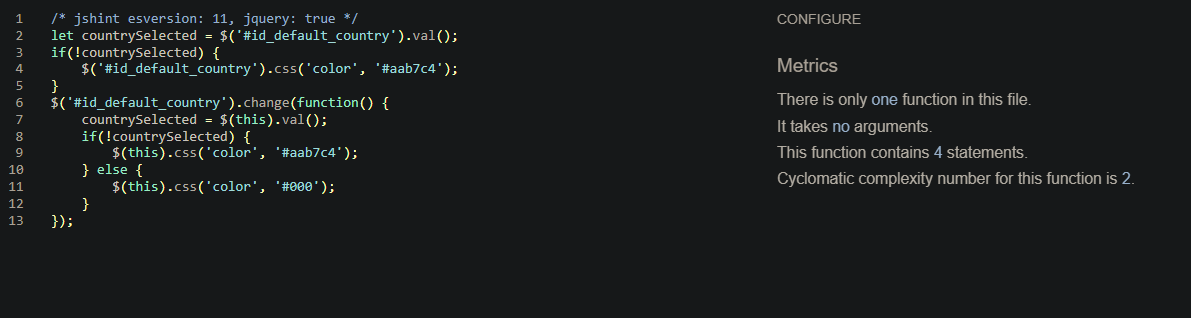 1 /* jshint esversion: 11, jquery: true */
2 let countrySelected = $('#id_default_country').val();
3 if(!countrySelected) {
4     $('#id_default_country').css('color', '#aab7c4');
5 }
6 $('#id_default_country').change(function() {
7     countrySelected = $(this).val();
8     if(!countrySelected) {
9         $(this).css('color', '#aab7c4');
10     } else {
11         $(this).css('color', '#000');
12     }
13 });
CONFIGURE
Metrics
There is only one function in this file.
It takes no arguments.
This function contains 4 statements.
Cyclomatic complexity number for this function is 2.